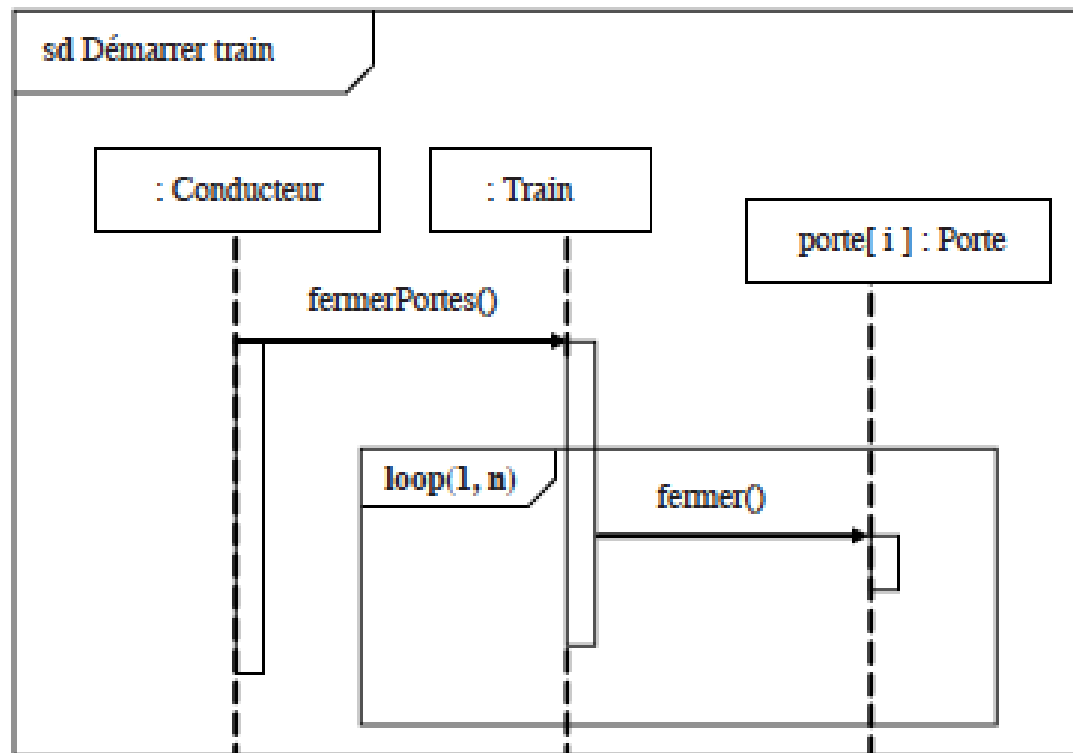 sd Démarrer train
: Conducteur
: Train
porte[ i ] : Porte
fermerPortes()
loop(1, n)
fermer()